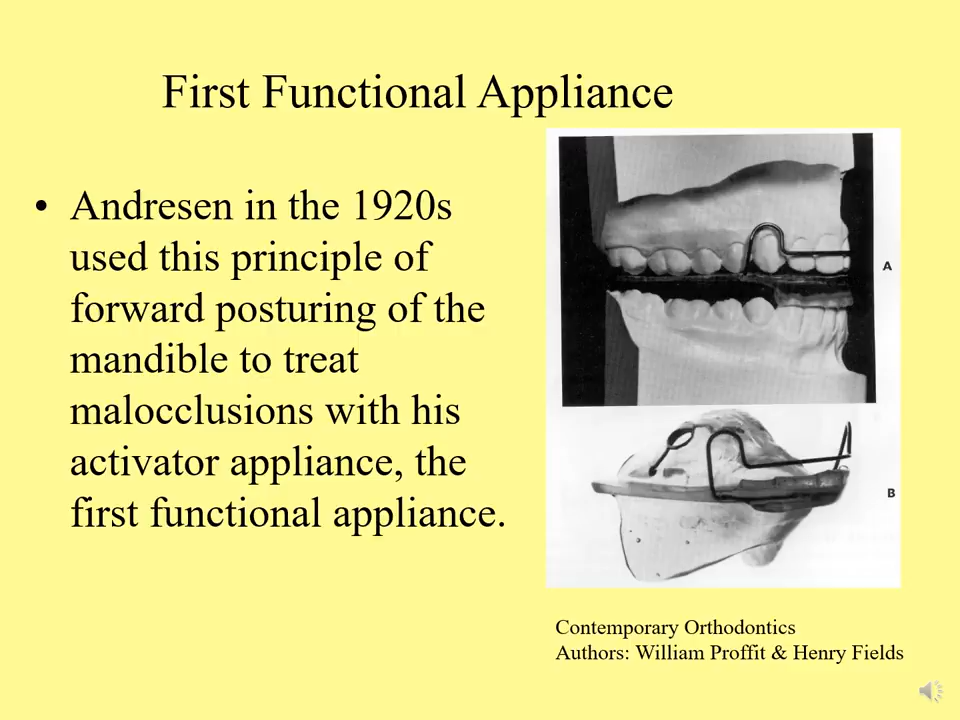 First Functional Appliance
• Andresen in the 1920s
used this principle of
forward posturing of the
mandible to treat
malocclusions with his
activator appliance, the
first functional appliance.
A
B
Contemporary Orthodontics
Authors: William Proffit & Henry Fields